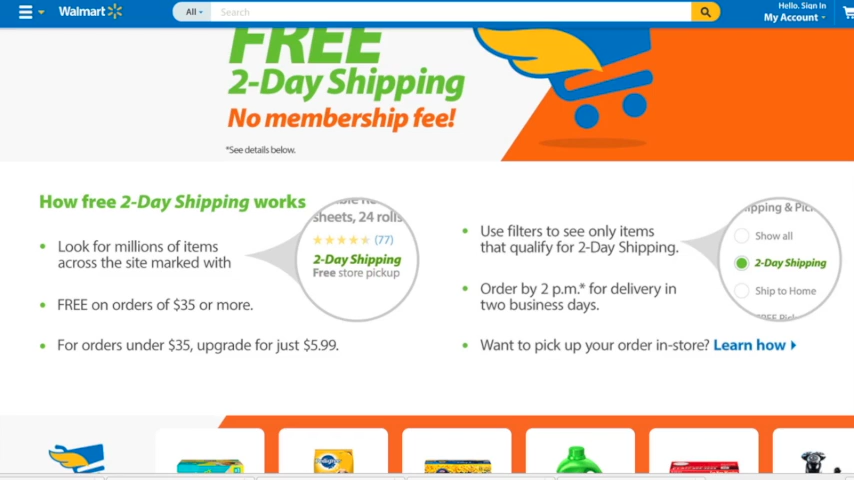 Walmart
All
Search
Hello. Sign In
My Account
FREE
2-Day Shipping
No membership fee!
*See details below.
How free 2-Day Shipping works
Look for millions of items
across the site marked with
FREE on orders of $35 or more.
For orders under $35, upgrade for just $5.99.
sheets, 24 rolls
(77)
2-Day Shipping
Free store pickup
Use filters to see only items
that qualify for 2-Day Shipping.
Order by 2 p.m.* for delivery in
two business days.
Want to pick up your order in-store? Learn how
Show all
2-Day Shipping
Ship to Home
Pedigree